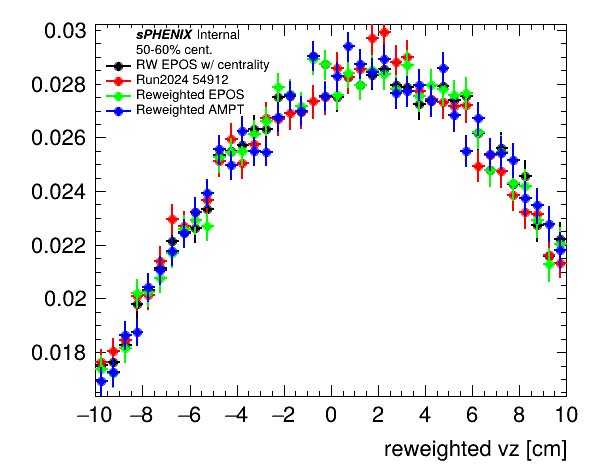 0.03
0.028
0.026
0.024
0.022
0.02
0.018
sPHENIX Internal
50-60% cent.
RW EPOS w/ centrality
Run2024 54912
Reweighted EPOS
Reweighted AMPT
−10 −8 −6 −4 −2 0 2 4 6 8 10
reweighted vz [cm]